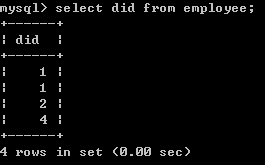 mysql> select did from employee;
+------+
| did  |
+------+
|    1 |
|    1 |
|    2 |
|    4 |
+------+
4 rows in set (0.00 sec)